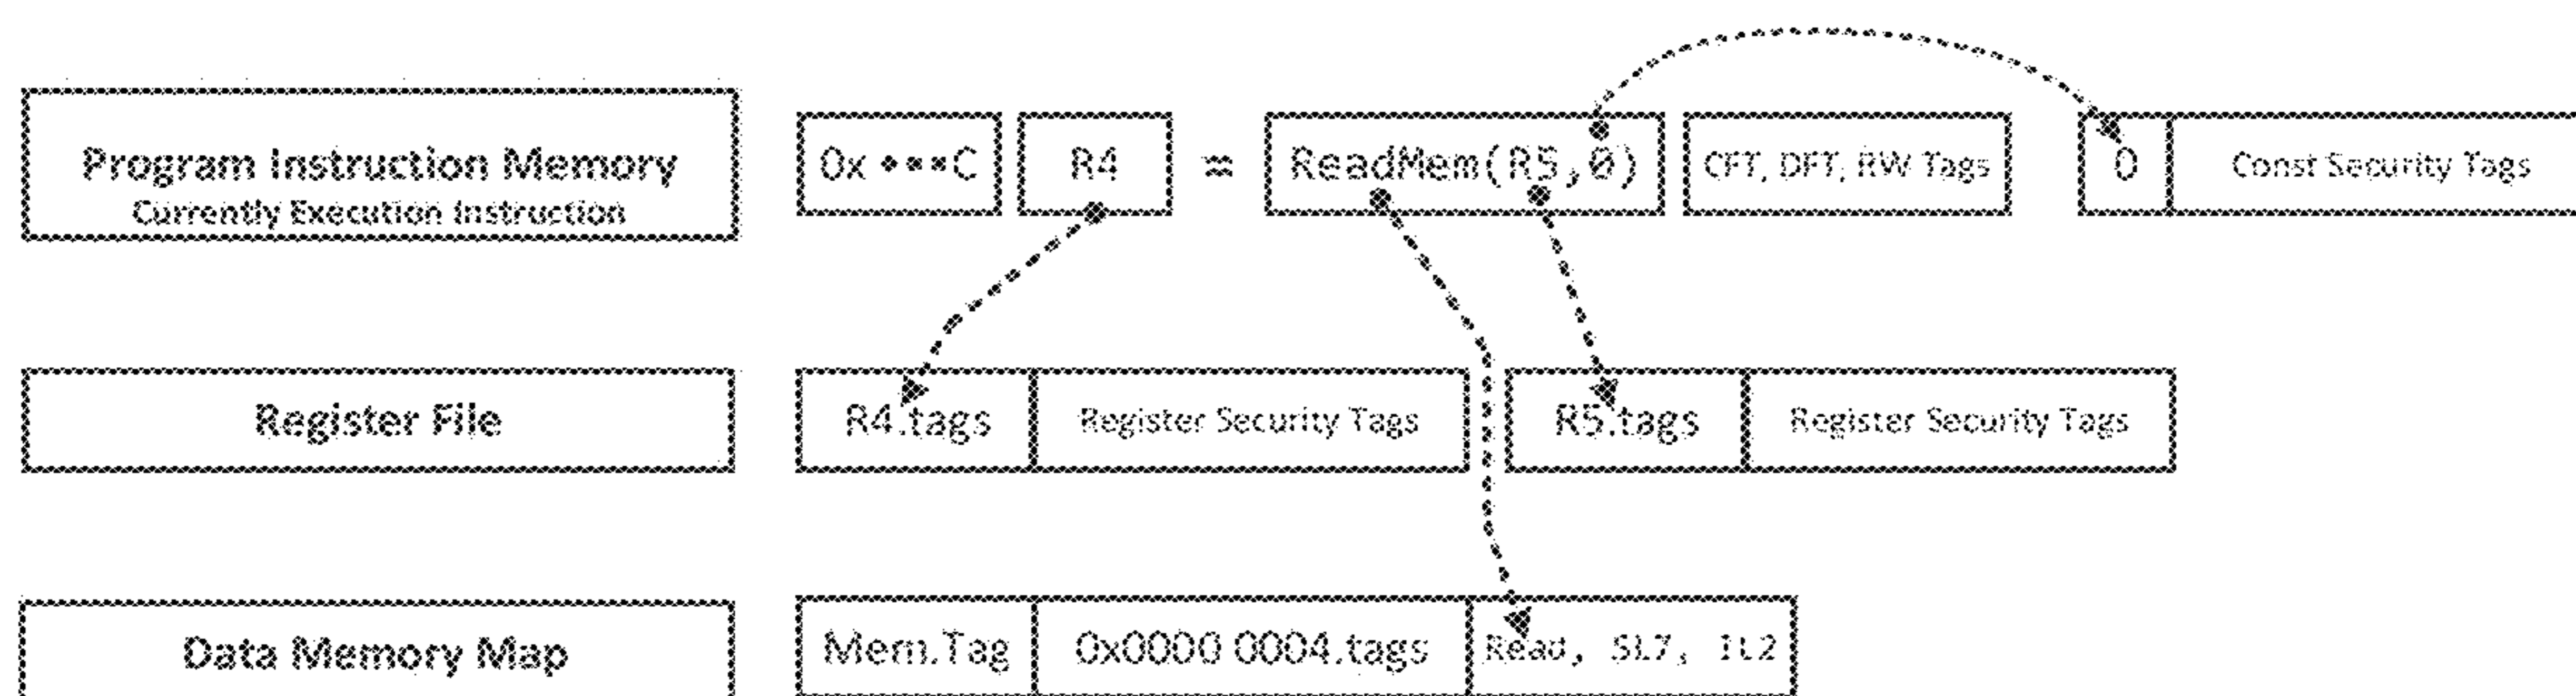 Program Instruction Memory
Currently Execution Instruction
0x •••C R4 = ReadMem(R5,0) CFT, DFT, RW Tags 0 Const Security Tags
Register File
R4.tags Register Security Tags R5.tags Register Security Tags
Data Memory Map
Mem.Tag 0x0000 0004.tags Read, SL7, IL2